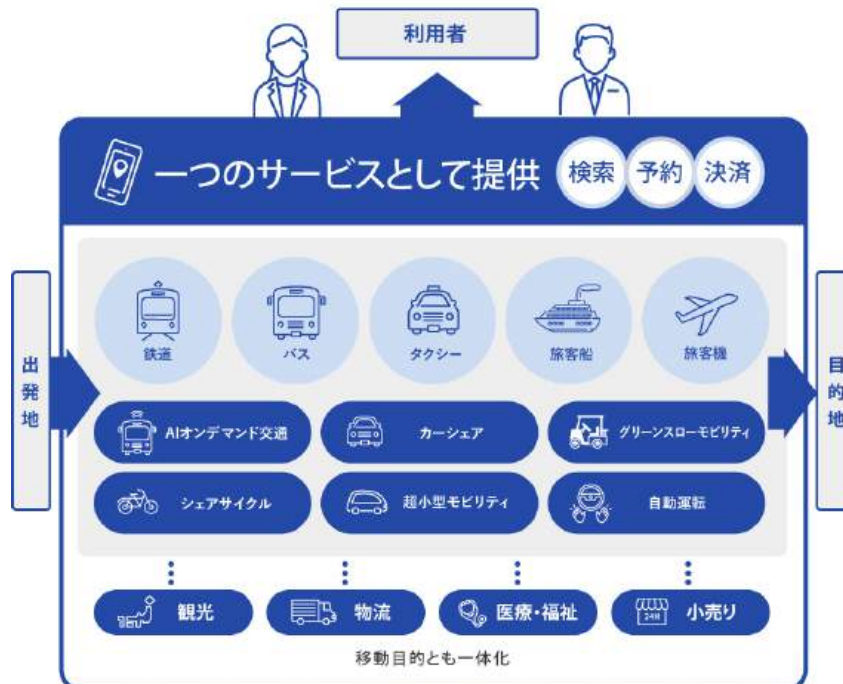 利用者
一つのサービスとして提供
検索
予約
決済
出発地
目的地
鉄道
バス
タクシー
旅客船
旅客機
AIオンデマンド交通
カーシェア
グリーンスローモビリティ
シェアサイクル
超小型モビリティ
自動運転
観光
物流
医療・福祉
24H
小売り
移動目的とも一体化